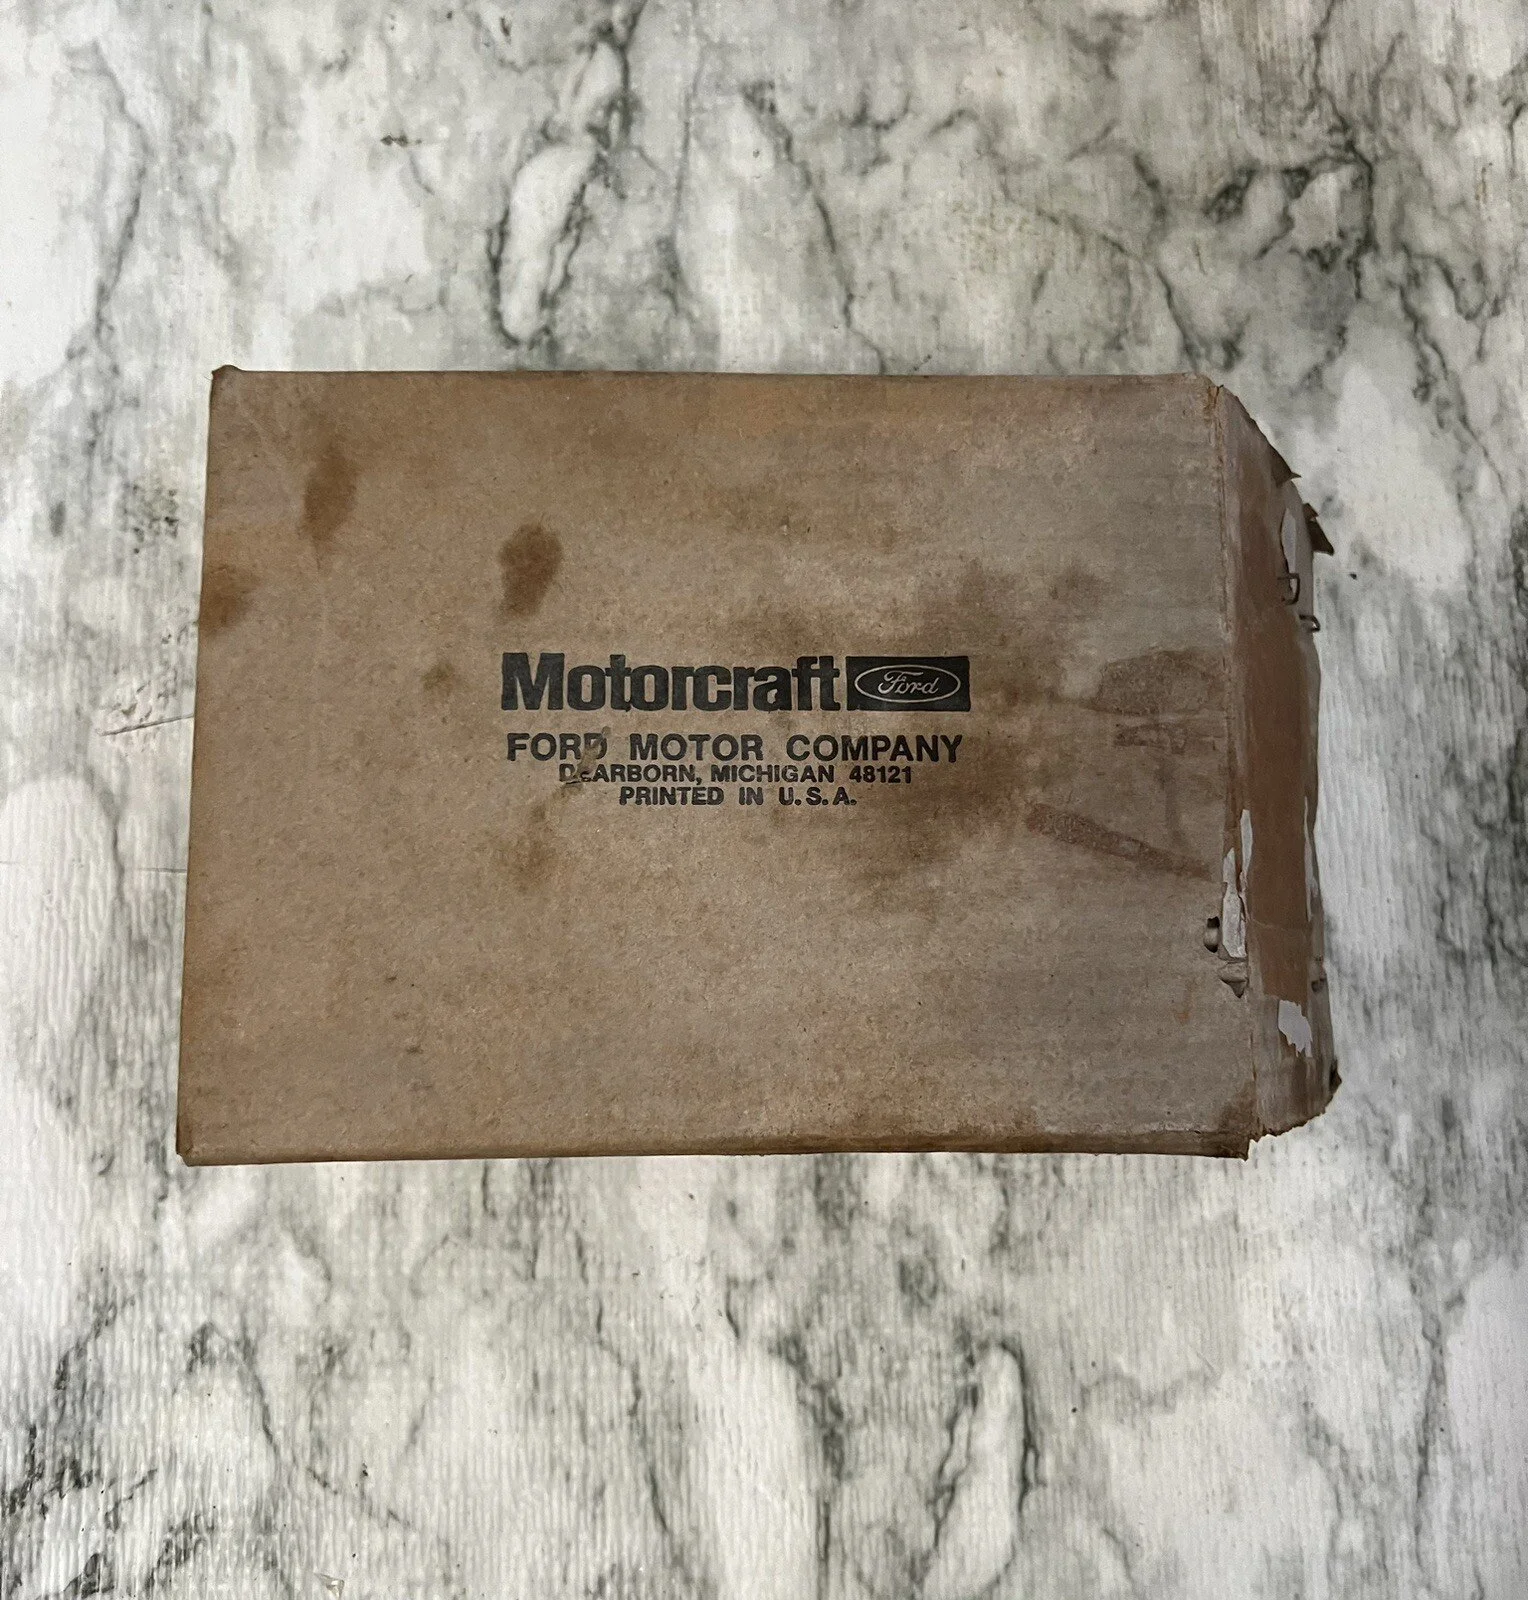 Motorcraft Ford
FORD MOTOR COMPANY
DEARBORN, MICHIGAN 48121
PRINTED IN U.S.A.